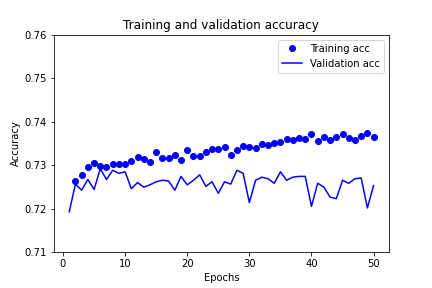 Training and validation accuracy
Training acc
Validation acc
Accuracy
0.76
0.75
0.74
0.73
0.72
0.71
0 10 20 30 40 50
Epochs